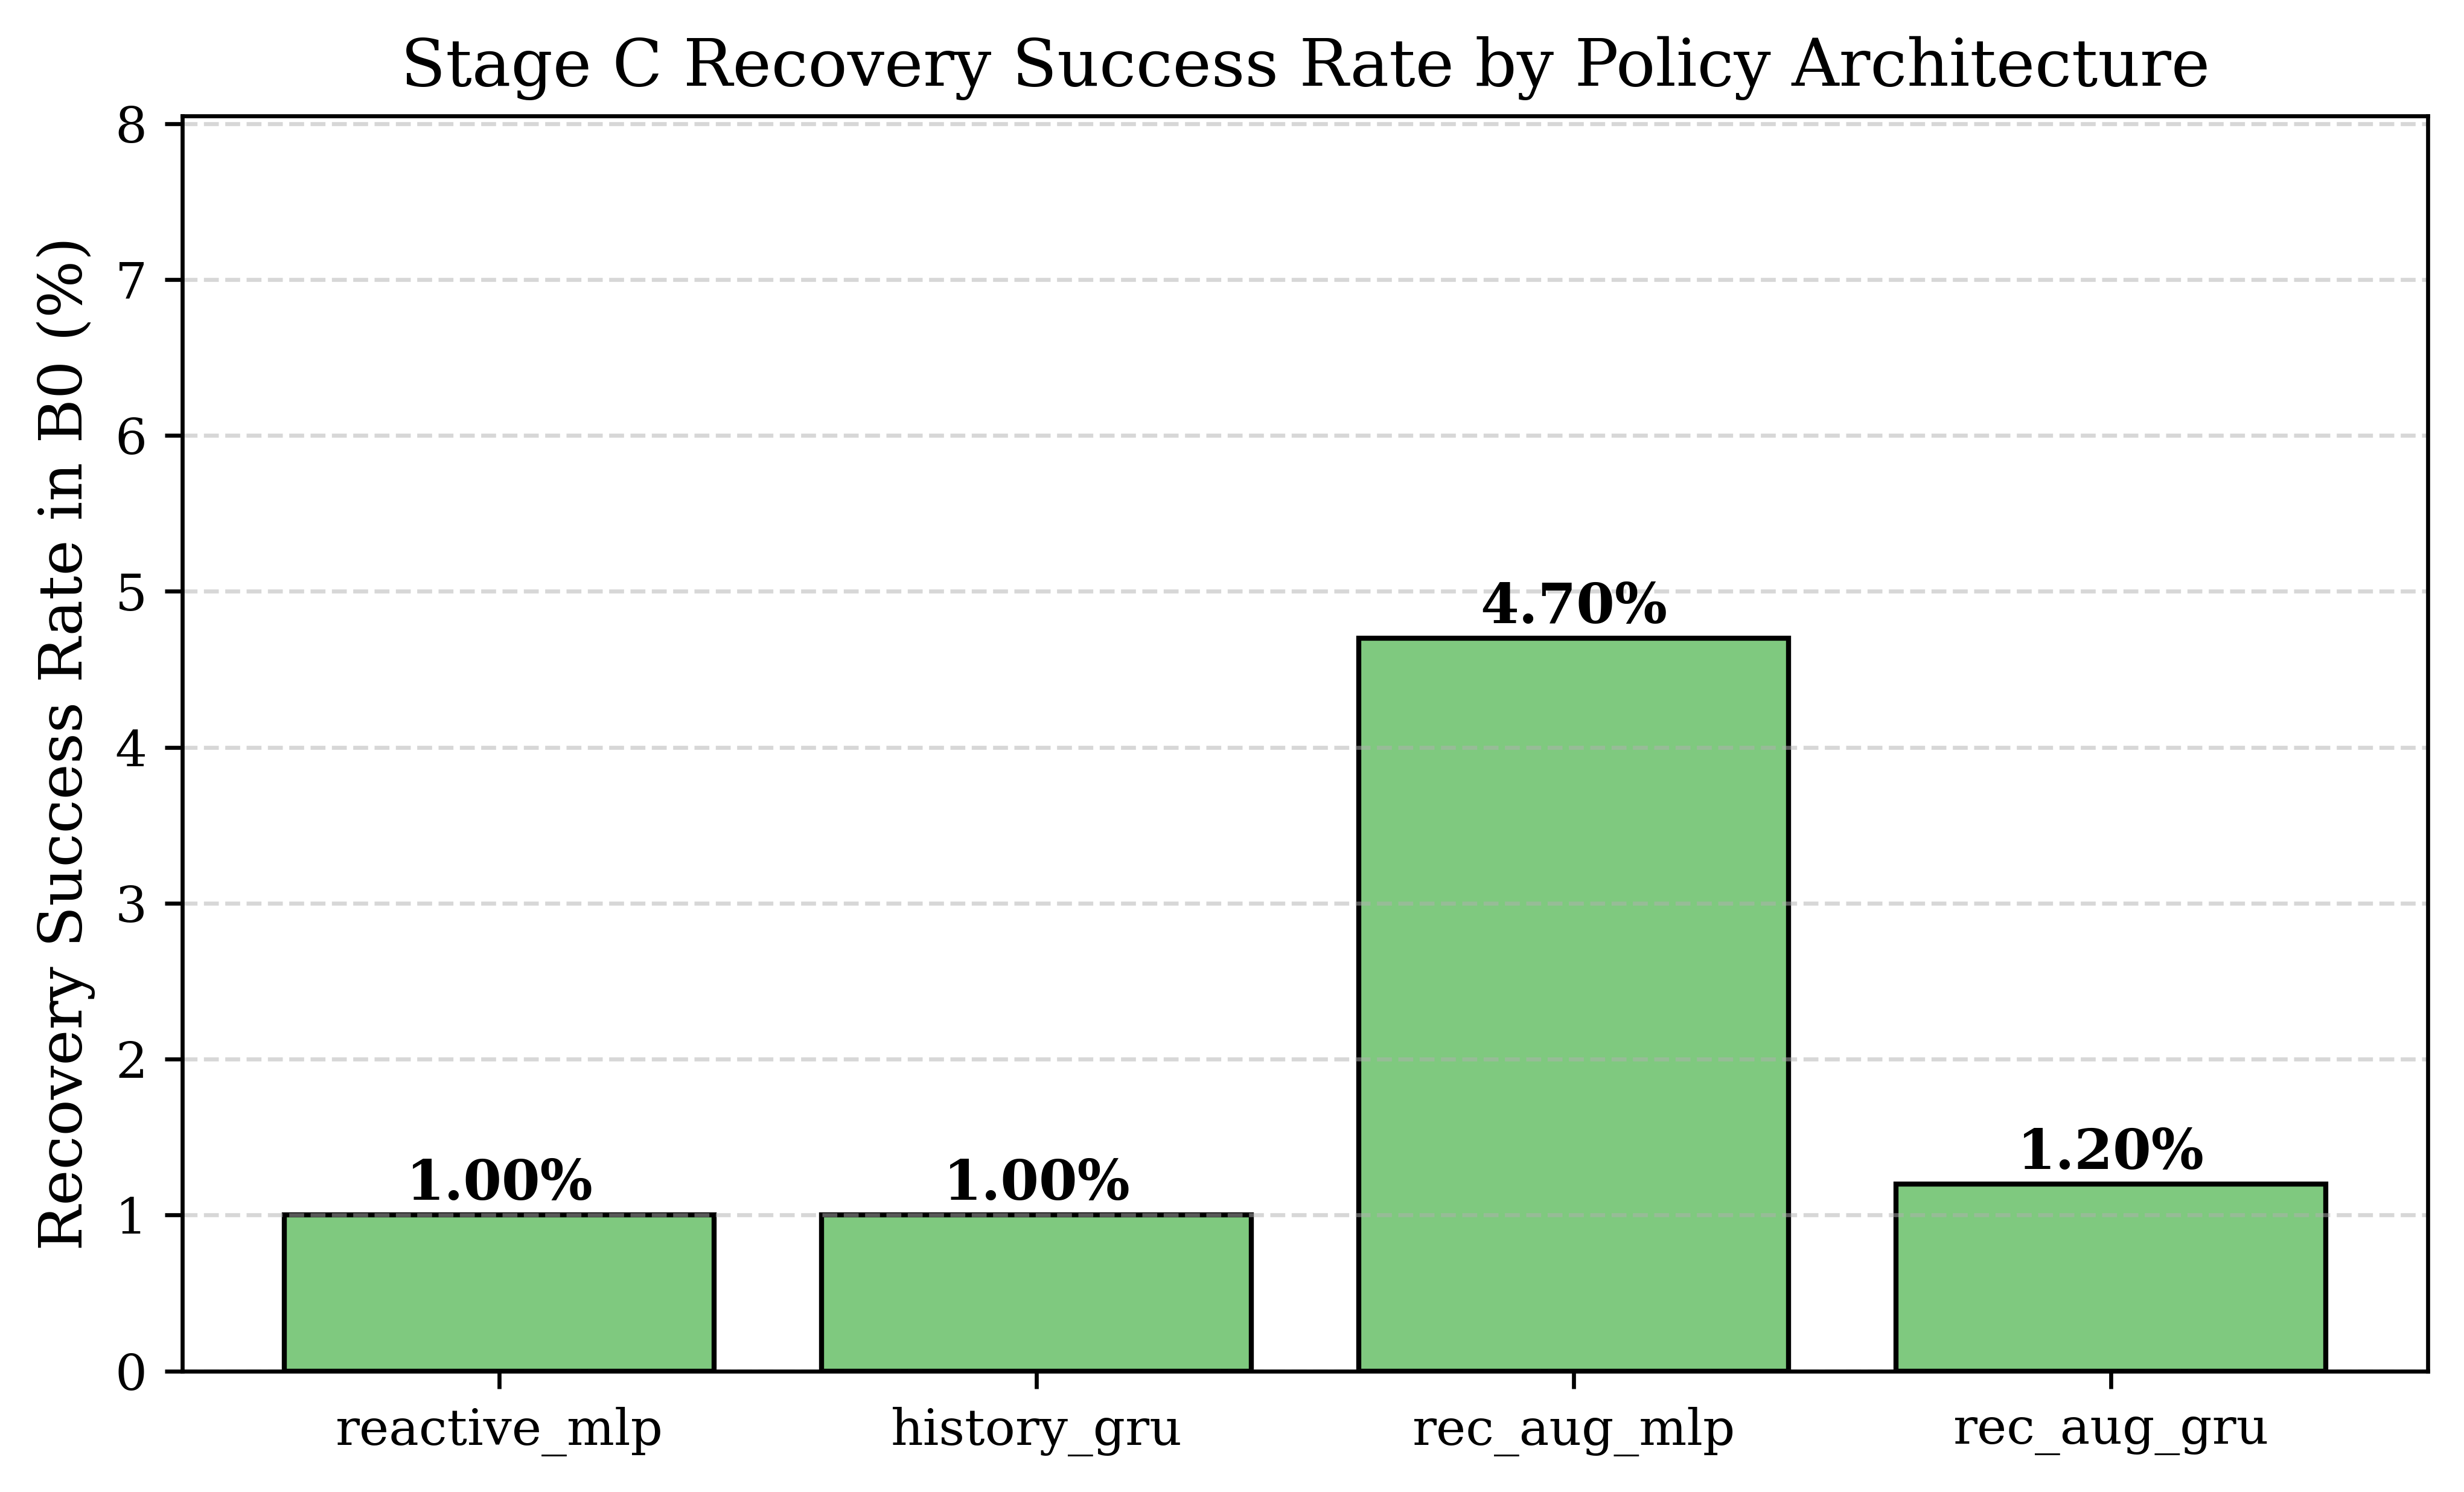 Stage C Recovery Success Rate by Policy Architecture
Recovery Success Rate in B0 (%)
8
7
6
5
4
3
2
1
0
1.00%
1.00%
4.70%
1.20%
reactive_mlp
history_gru
rec_aug_mlp
rec_aug_gru